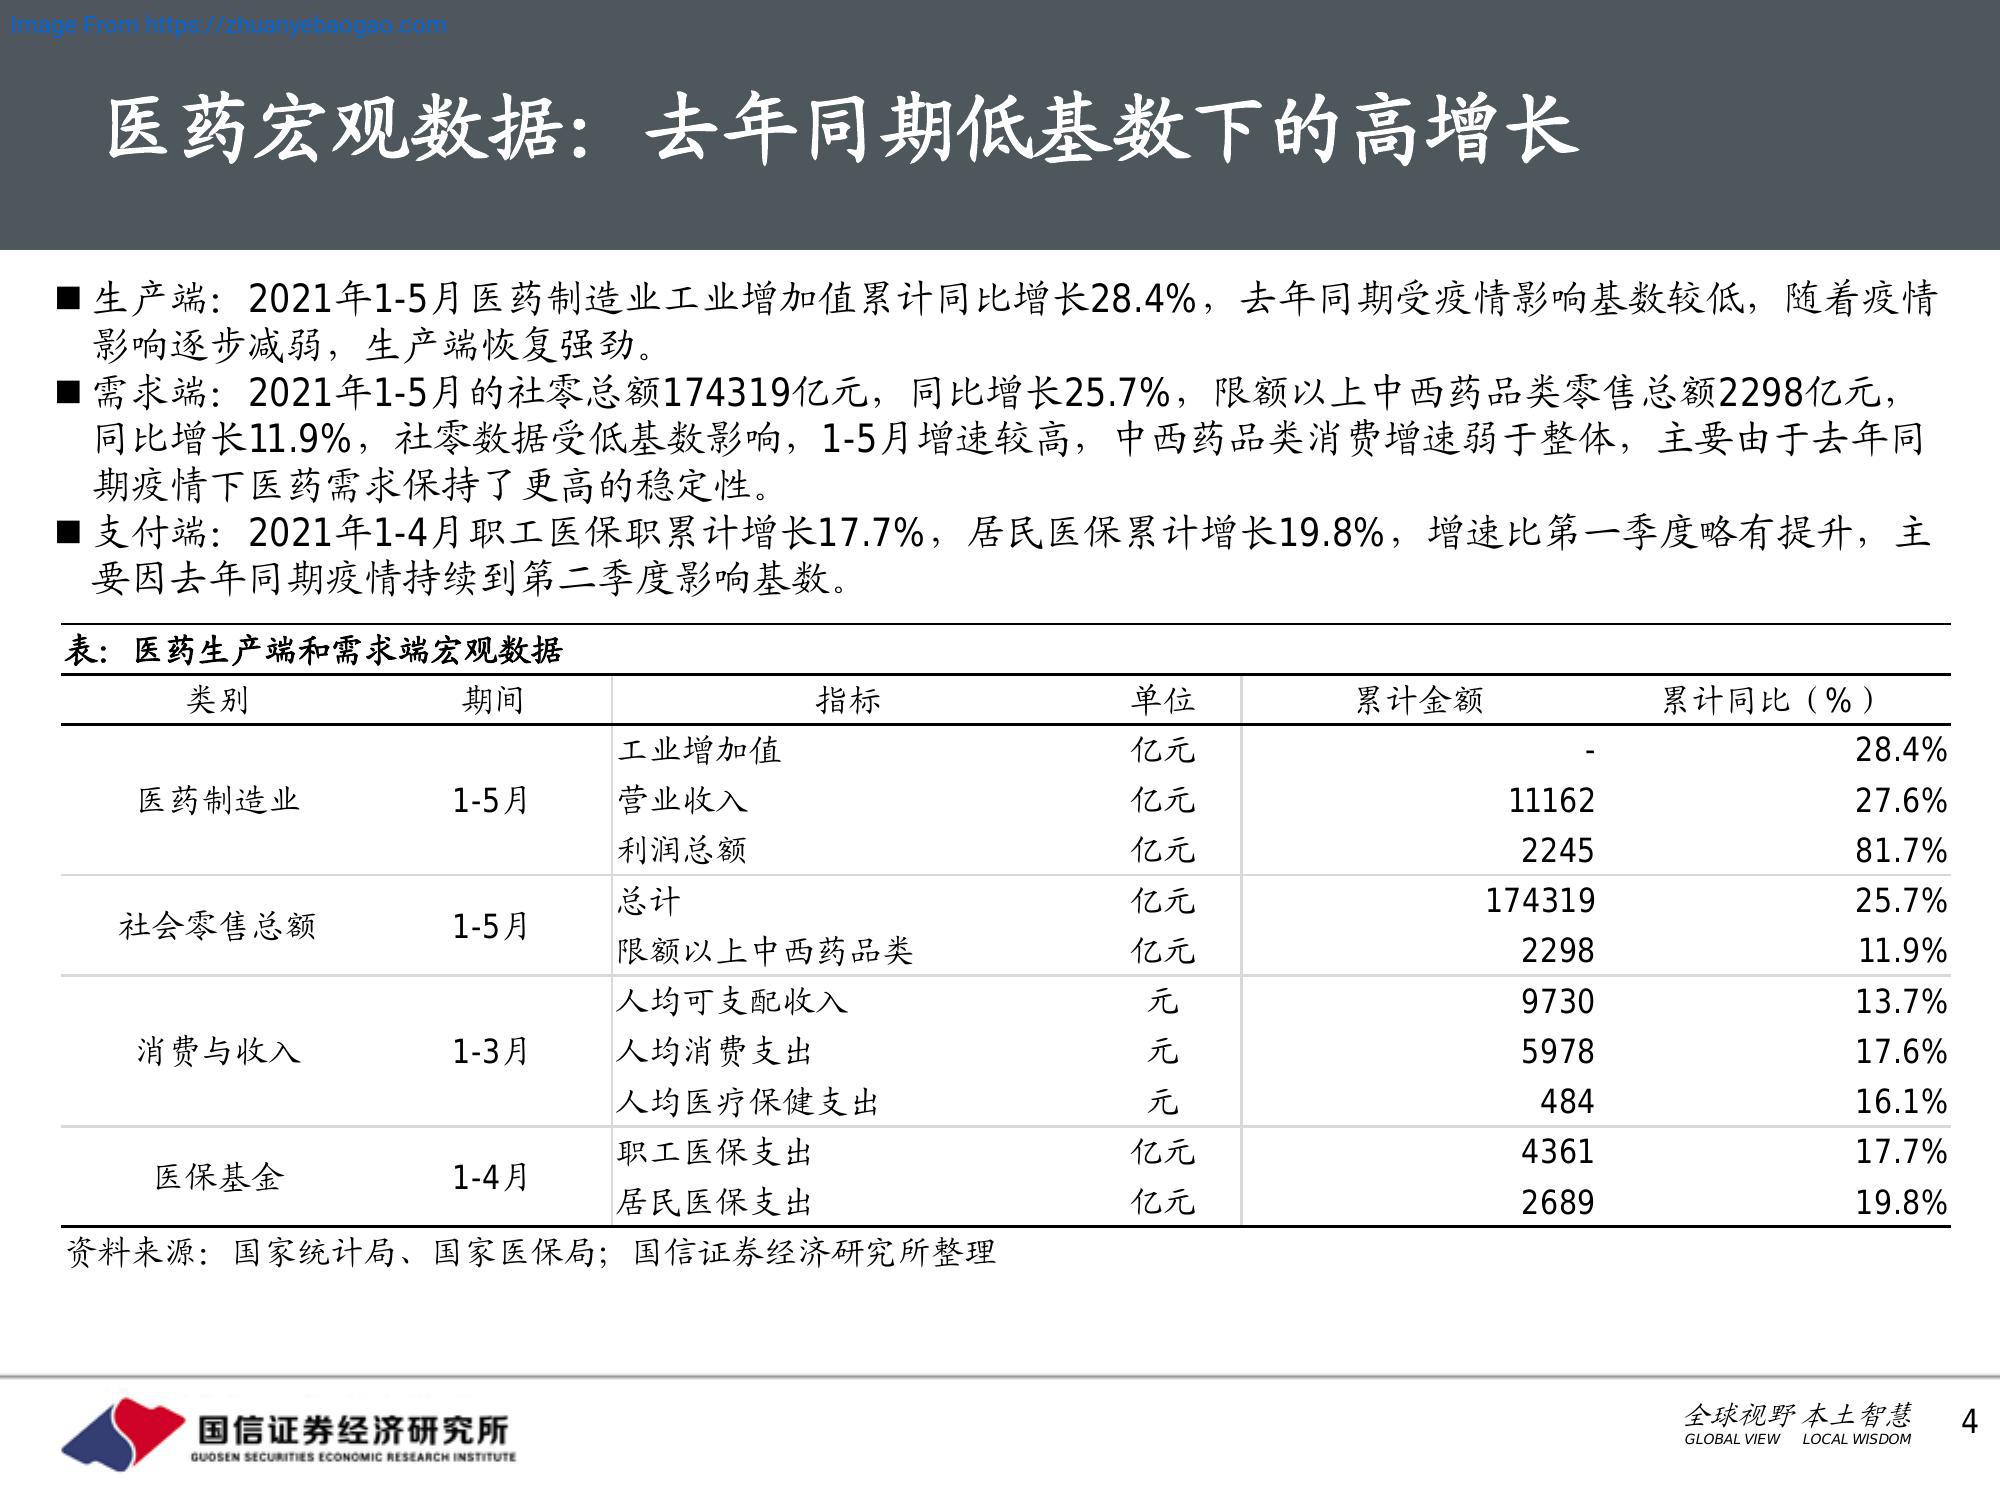 Image From https://zhuanyebaogao.com
医药宏观数据：去年同期低基数下的高增长
■ 生产端：2021年1-5月医药制造业工业增加值累计同比增长28.4%，去年同期受疫情影响基数较低，随着疫情
影响逐步减弱，生产端恢复强劲。
■ 需求端：2021年1-5月的社零总额174319亿元，同比增长25.7%，限额以上中西药品类零售总额2298亿元，
同比增长11.9%，社零数据受低基数影响，1-5月增速较高，中西药品类消费增速弱于整体，主要由于去年同
期疫情下医药需求保持了更高的稳定性。
■ 支付端：2021年1-4月职工医保职累计增长17.7%，居民医保累计增长19.8%，增速比第一季度略有提升，主
要因去年同期疫情持续到第二季度影响基数。
表：医药生产端和需求端宏观数据
类别 期间 指标 单位 累计金额 累计同比（%）
工业增加值 亿元 - 28.4%
医药制造业 1-5月 营业收入 亿元 11162 27.6%
利润总额 亿元 2245 81.7%
社会零售总额 1-5月 总计 亿元 174319 25.7%
限额以上中西药品类 亿元 2298 11.9%
人均可支配收入 元 9730 13.7%
消费与收入 1-3月 人均消费支出 元 5978 17.6%
人均医疗保健支出 元 484 16.1%
医保基金 1-4月 职工医保支出 亿元 4361 17.7%
居民医保支出 亿元 2689 19.8%
资料来源：国家统计局、国家医保局；国信证券经济研究所整理
国信证券经济研究所
GUOSEN SECURITIES ECONOMIC RESEARCH INSTITUTE
全球视野 本土智慧
GLOBAL VIEW LOCAL WISDOM
4